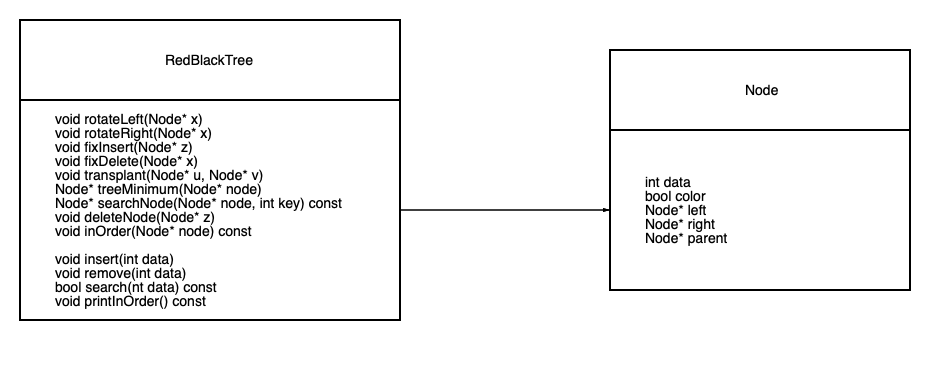 RedBlackTree
void rotateLeft(Node* x)
void rotateRight(Node* x)
void fixInsert(Node* z)
void fixDelete(Node* x)
void transplant(Node* u, Node* v)
Node* treeMinimum(Node* node)
Node* searchNode(Node* node, int key) const
void deleteNode(Node* z)
void inOrder(Node* node) const
void insert(int data)
void remove(int data)
bool search(nt data) const
void printInOrder() const
Node
int data
bool color
Node* left
Node* right
Node* parent